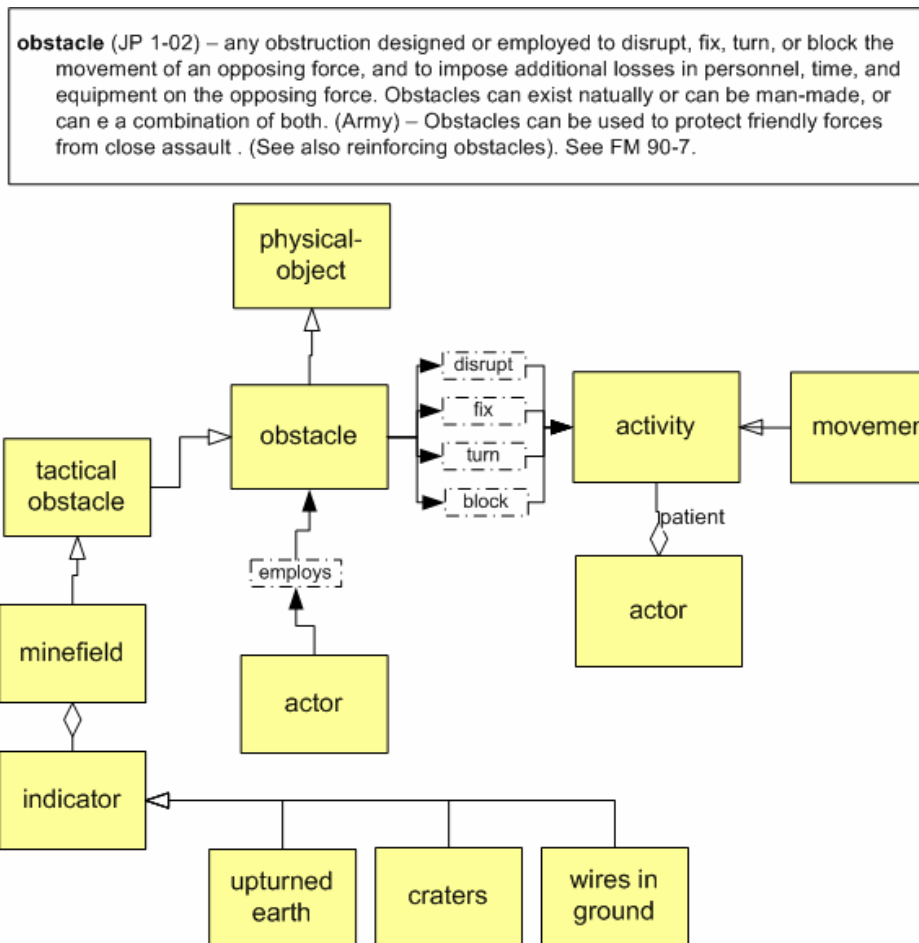 obstacle (JP 1-02) – any obstruction designed or employed to disrupt, fix, turn, or block the
movement of an opposing force, and to impose additional losses in personnel, time, and
equipment on the opposing force. Obstacles can exist natually or can be man-made, or
can e a combination of both. (Army) – Obstacles can be used to protect friendly forces
from close assault . (See also reinforcing obstacles). See FM 90-7.
physical-
object
disrupt
fix
turn
block
obstacle
activity
movemen
tactical
obstacle
patient
employs
actor
minefield
actor
indicator
upturned
earth
craters
wires in
ground